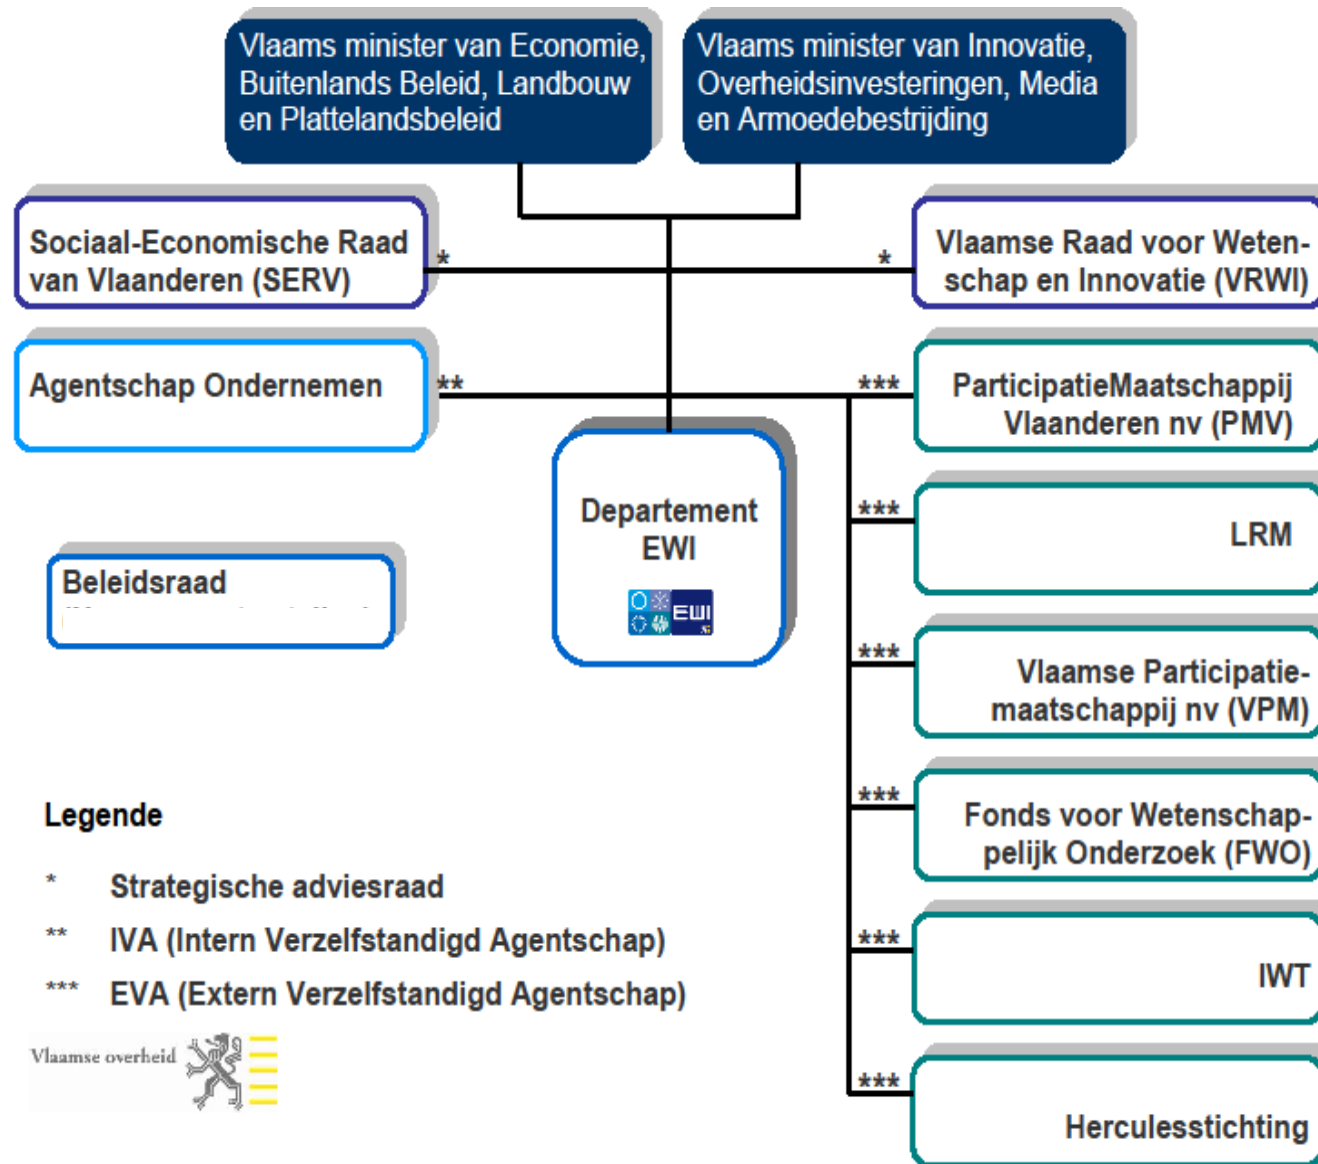 Vlaams minister van Economie,
Buitenlands Beleid, Landbouw
en Plattelandsbeleid
Vlaams minister van Innovatie,
Overheidsinvesteringen, Media
en Armoedebestrijding
Sociaal-Economische Raad
van Vlaanderen (SERV)
*
*
Vlaamse Raad voor Weten-
schap en Innovatie (VRWI)
Agentschap Ondernemen
**
***
ParticipatieMaatschappij
Vlaanderen nv (PMV)
Departement
EWI
EWI
***
LRM
Beleidsraad
***
Vlaamse Participatie-
maatschappij nv (VPM)
***
Fonds voor Wetenschap-
pelijk Onderzoek (FWO)
***
IWT
***
Herculesstichting
Legende
* Strategische adviesraad
** IVA (Intern Verzelfstandigd Agentschap)
*** EVA (Extern Verzelfstandigd Agentschap)
Vlaamse overheid